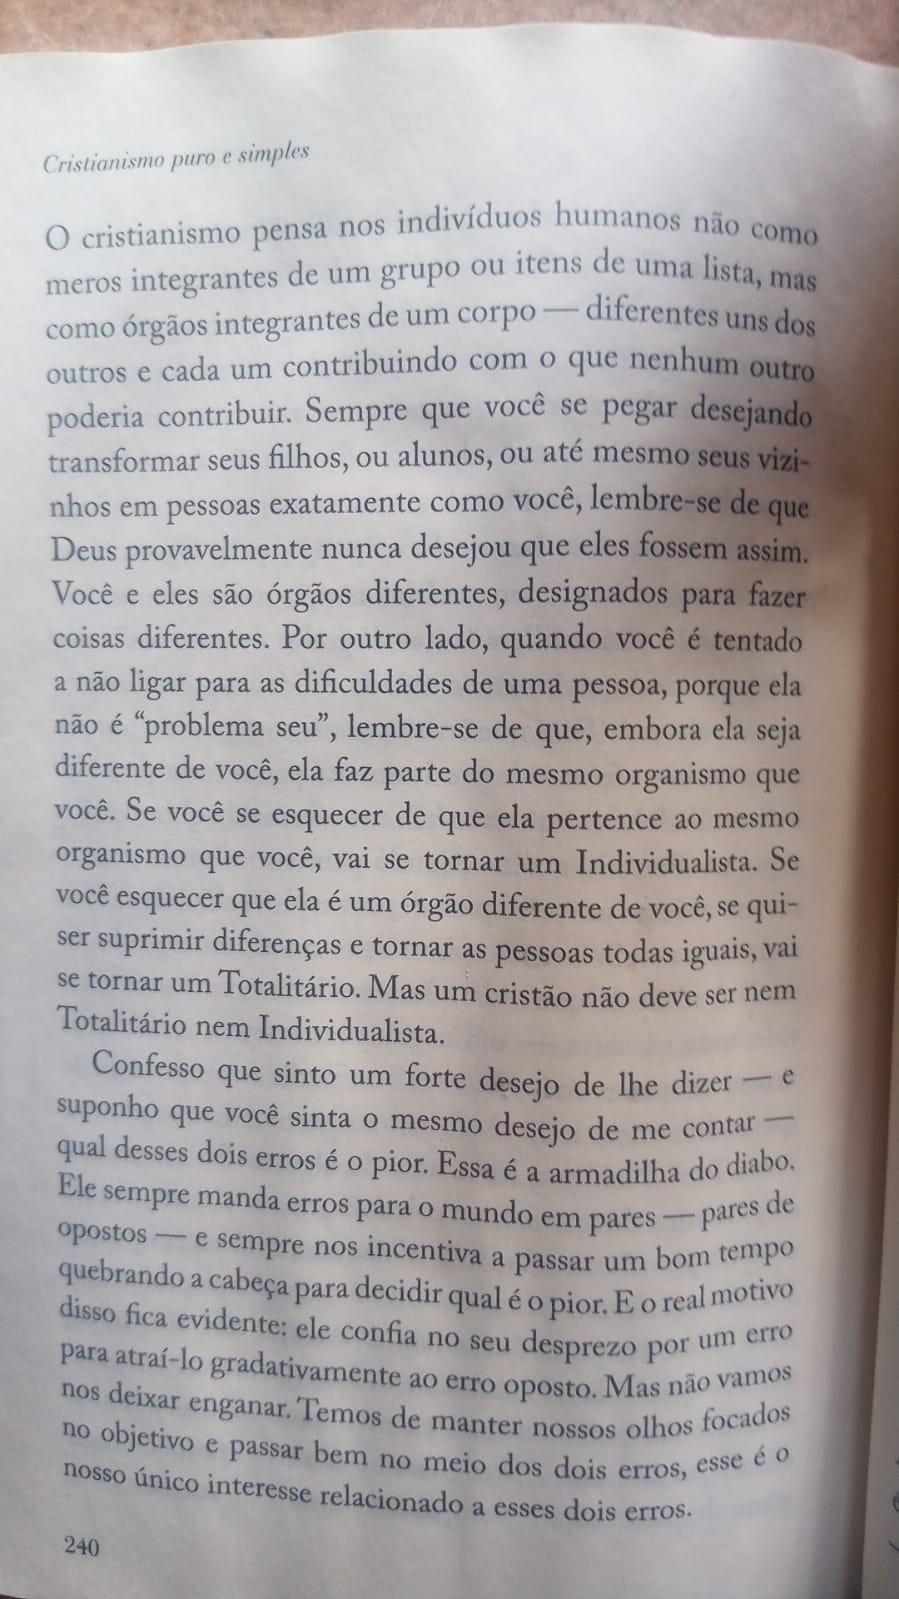 Cristianismo puro e simples
O cristianismo pensa nos indivíduos humanos não como
meros integrantes de um grupo ou itens de uma lista, mas
como órgãos integrantes de um corpo — diferentes uns dos
outros e cada um contribuindo com o que nenhum outro
poderia contribuir. Sempre que você se pegar desejando
transformar seus filhos, ou alunos, ou até mesmo seus vizi-
nhos em pessoas exatamente como você, lembre-se de que
Deus provavelmente nunca desejou que eles fossem assim.
Você e eles são órgãos diferentes, designados para fazer
coisas diferentes. Por outro lado, quando você é tentado
a não ligar para as dificuldades de uma pessoa, porque ela
não é “problema seu”, lembre-se de que, embora ela seja
diferente de você, ela faz parte do mesmo organismo que
você. Se você se esquecer de que ela pertence ao mesmo
organismo que você, vai se tornar um Individualista. Se
você esquecer que ela é um órgão diferente de você, se qui-
ser suprimir diferenças e tornar as pessoas todas iguais, vai
se tornar um Totalitário. Mas um cristão não deve ser nem
Totalitário nem Individualista.
Confesso que sinto um forte desejo de lhe dizer — e
suponho que você sinta o mesmo desejo de me contar —
qual desses dois erros é o pior. Essa é a armadilha do diabo.
Ele sempre manda erros para o mundo em pares — pares de
opostos — e sempre nos incentiva a passar um bom tempo
quebrando a cabeça para decidir qual é o pior. E o real motivo
disso fica evidente: ele confia no seu desprezo por um erro
para atraí-lo gradativamente ao erro oposto. Mas não vamos
nos deixar enganar. Temos de manter nossos olhos focados
no objetivo e passar bem no meio dos dois erros, esse é o
nosso único interesse relacionado a esses dois erros.
240